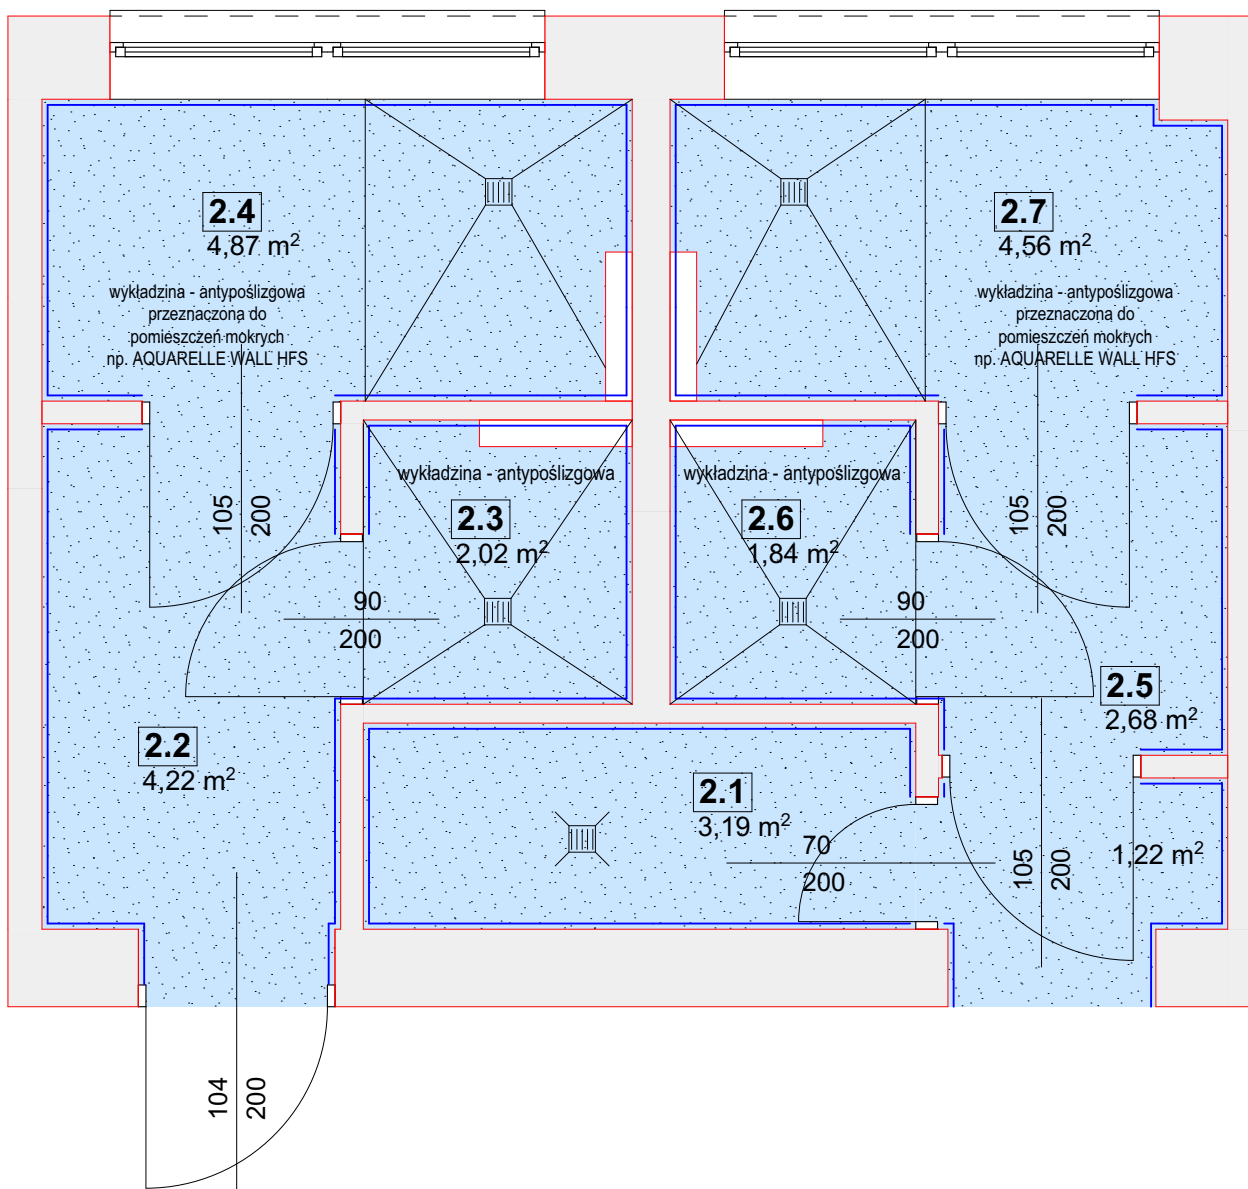 2.4
4,87 m²
wykładzina - antypoślizgowa
przeznaczona do
pomieszczeń mokrych
np. AQUARELLE WALL HFS
2.7
4,56 m²
wykładzina - antypoślizgowa
przeznaczona do
pomieszczeń mokrych
np. AQUARELLE WALL HFS
105
200
wykładzina - antypoślizgowa
2.3
2,02 m²
wykładzina - antypoślizgowa
2.6
1,84 m²
105
200
90
200
90
200
2.5
2,68 m²
2.2
4,22 m²
2.1
3,19 m²
70
200
105
200
1,22 m²
104
200